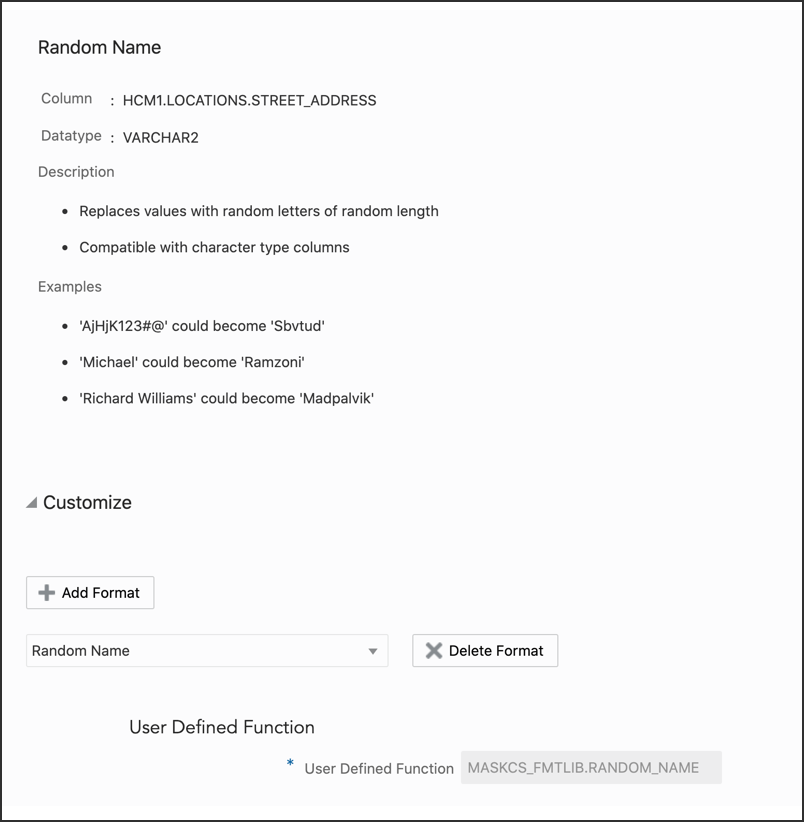 Random Name
Column : HCM1.LOCATIONS.STREET_ADDRESS
Datatype : VARCHAR2
Description
• Replaces values with random letters of random length
• Compatible with character type columns
Examples
• 'AjHjK123#@' could become 'Sbvtud'
• 'Michael' could become 'Ramzoni'
• 'Richard Williams' could become 'Madpalvik'
Customize
Add Format
Random Name Delete Format
User Defined Function
* User Defined Function MASKCS_FMTLIB.RANDOM_NAME